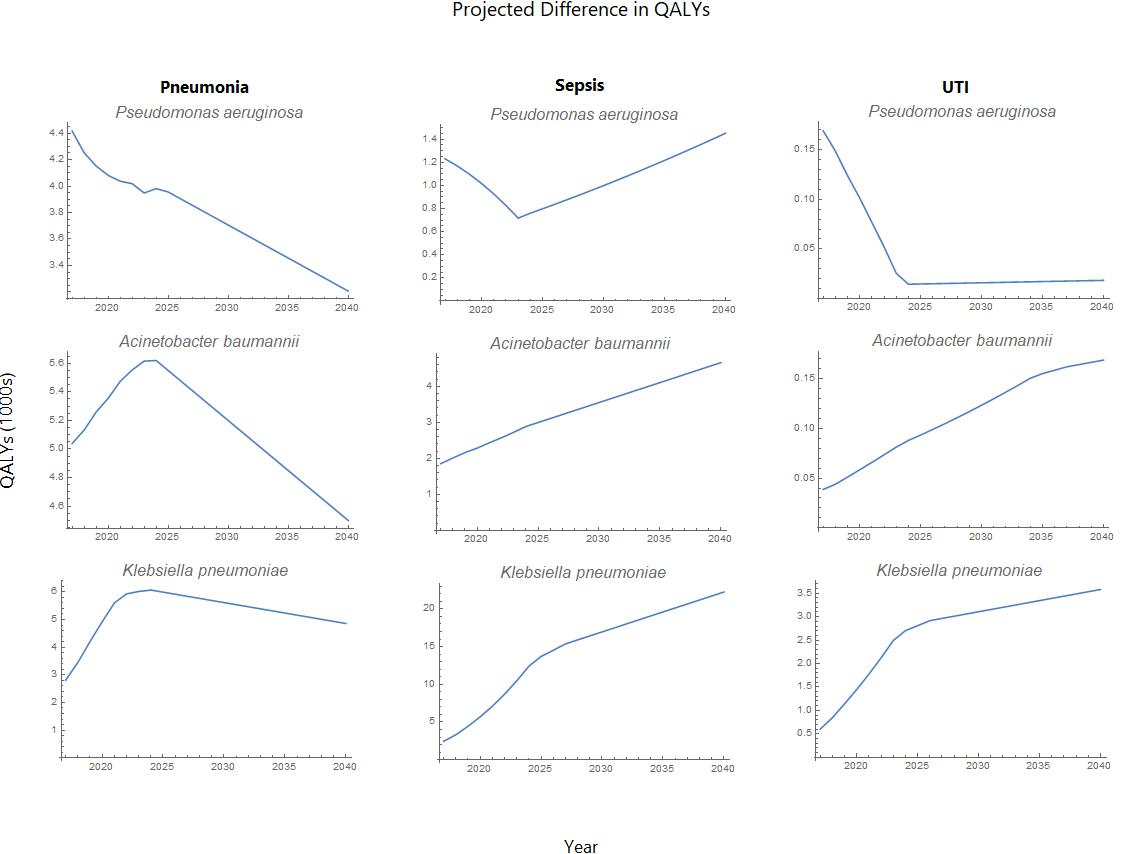 Projected Difference in QALYs
Pneumonia
Sepsis
UTI
Pseudomonas aeruginosa
4.4
4.2
4.0
3.8
3.6
3.4
2020 2025 2030 2035 2040
Pseudomonas aeruginosa
1.4
1.2
1.0
0.8
0.6
0.4
0.2
2020 2025 2030 2035 2040
Pseudomonas aeruginosa
0.15
0.10
0.05
2020 2025 2030 2035 2040
QALYs (1000s)
Acinetobacter baumannii
5.6
5.4
5.2
5.0
4.8
4.6
2020 2025 2030 2035 2040
Acinetobacter baumannii
4
3
2
1
2020 2025 2030 2035 2040
Acinetobacter baumannii
0.15
0.10
0.05
2020 2025 2030 2035 2040
Klebsiella pneumoniae
6
5
4
3
2
1
2020 2025 2030 2035 2040
Klebsiella pneumoniae
20
15
10
5
2020 2025 2030 2035 2040
Klebsiella pneumoniae
3.5
3.0
2.5
2.0
1.5
1.0
0.5
2020 2025 2030 2035 2040
Year